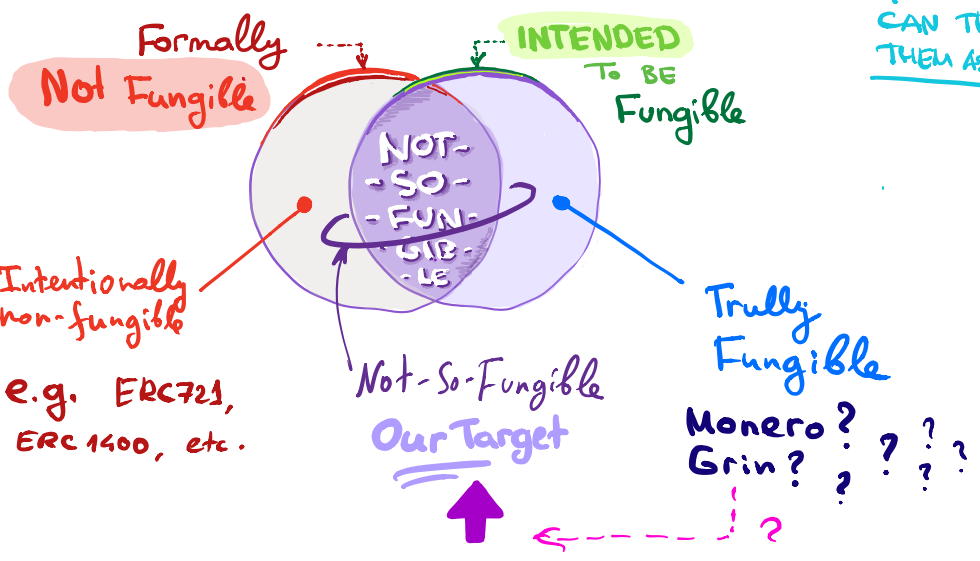 Formally
Not Fungible
INTENDED
To BE
Fungible
CAN
THEM
NOT-
-SO-
-FUN-
GIB-
-LE
Intentionally
non-fungible
e.g. ERC721,
ERC1400, etc.
Not-So-Fungible
Our Target
Trully
Fungible
Monero?
Grin?
? ? ? ? ?
?